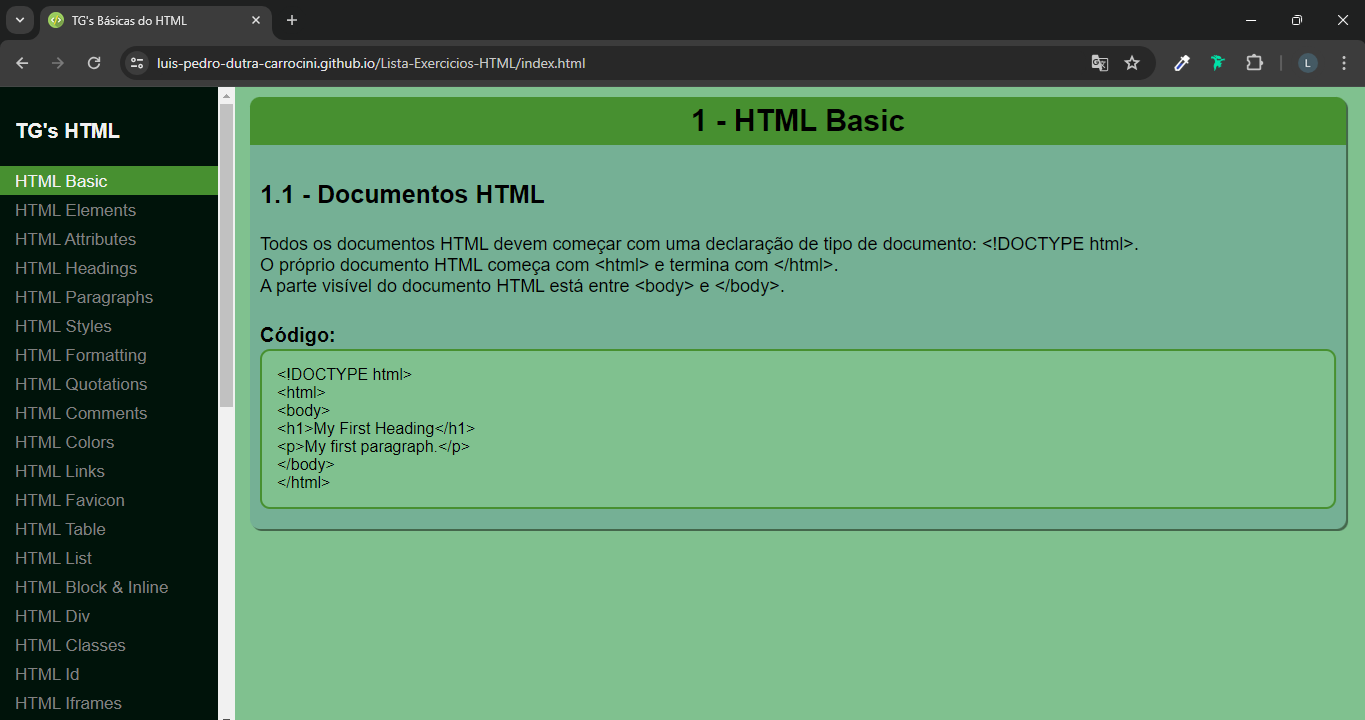 TG's Básicas do HTML
luis-pedro-dutra-carrocini.github.io/Lista-Exercicios-HTML/index.html
L
TG's HTML
HTML Basic
HTML Elements
HTML Attributes
HTML Headings
HTML Paragraphs
HTML Styles
HTML Formatting
HTML Quotations
HTML Comments
HTML Colors
HTML Links
HTML Favicon
HTML Table
HTML List
HTML Block & Inline
HTML Div
HTML Classes
HTML Id
HTML Iframes
1 - HTML Basic
1.1 - Documentos HTML
Todos os documentos HTML devem começar com uma declaração de tipo de documento: <!DOCTYPE html>.
O próprio documento HTML começa com <html> e termina com </html>.
A parte visível do documento HTML está entre <body> e </body>.
Código:
<!DOCTYPE html>
<html>
<body>
<h1>My First Heading</h1>
<p>My first paragraph.</p>
</body>
</html>